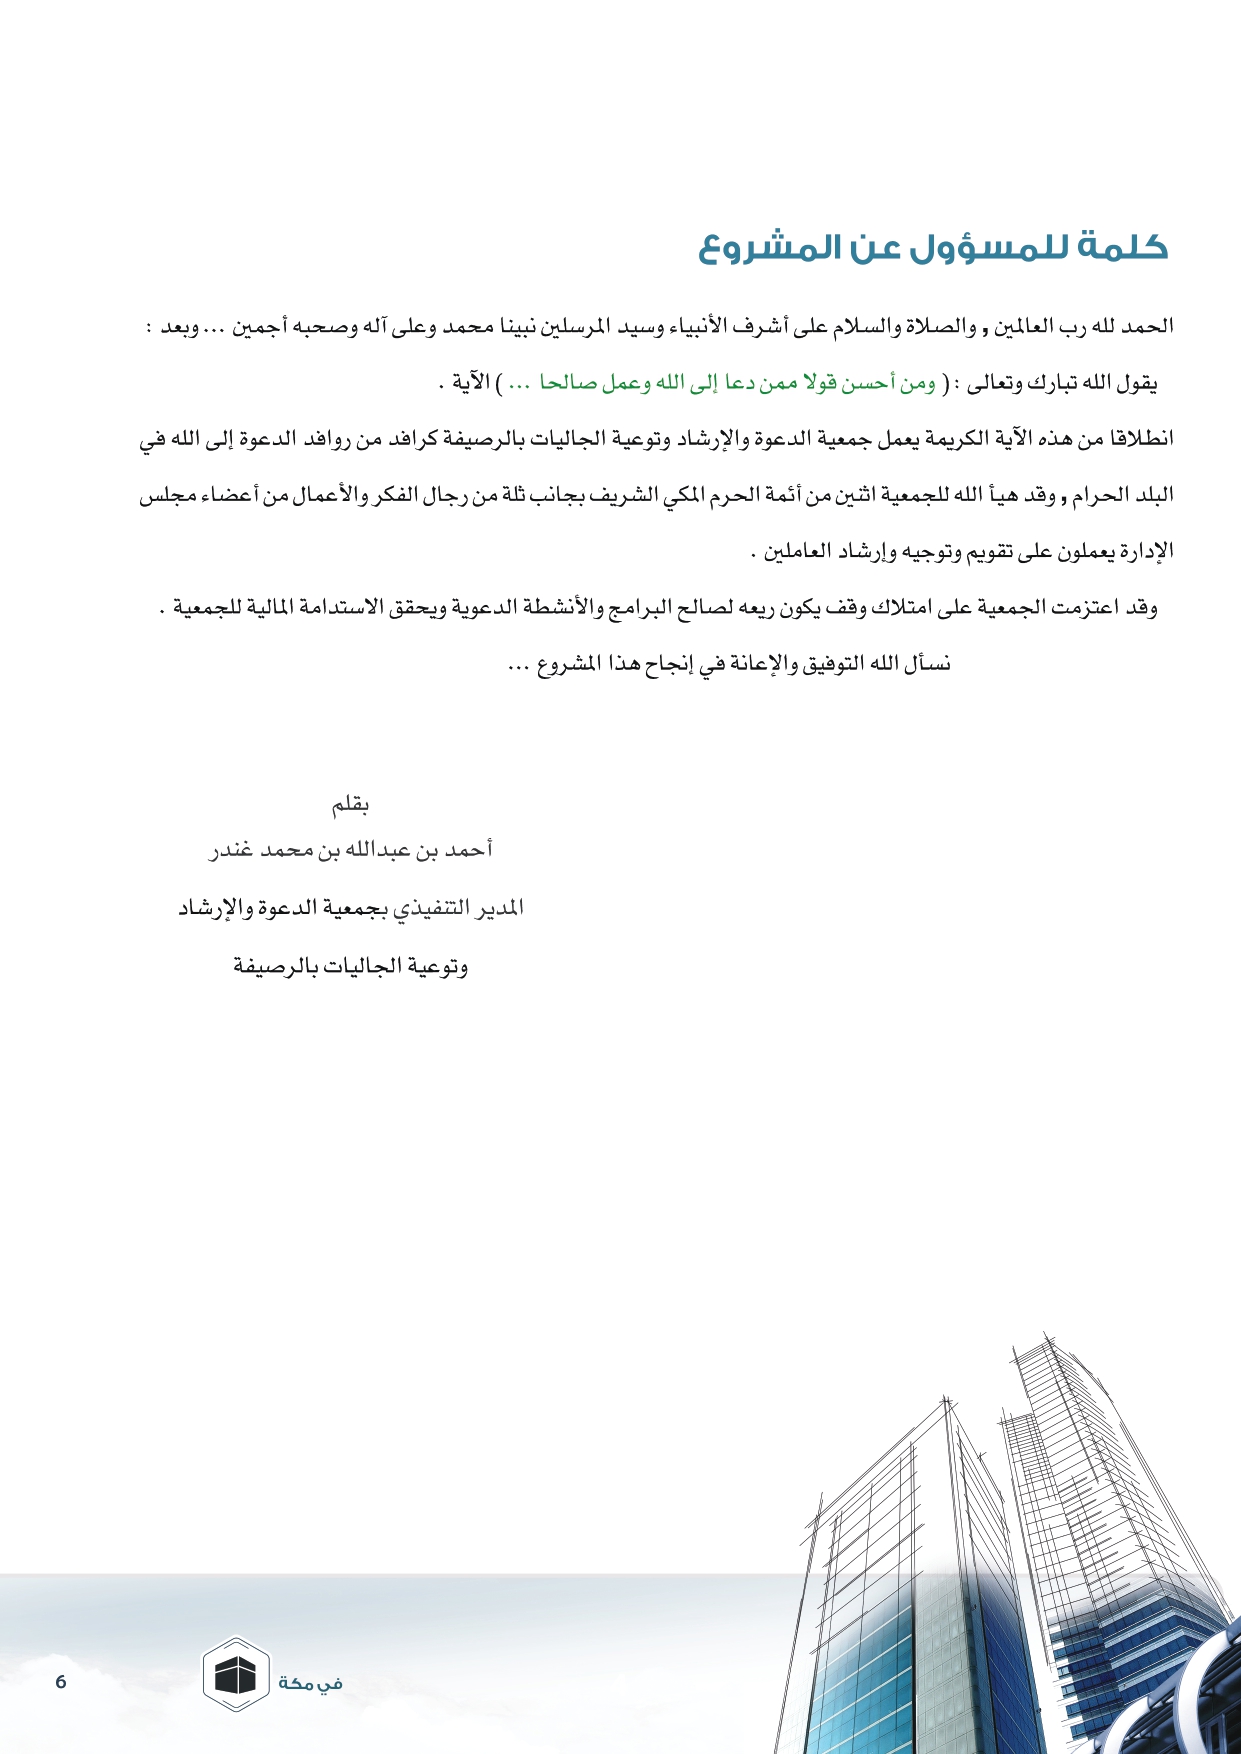 كلمة للمسؤول عن المشروع
الحمد لله رب العالمين , والصلاة والسلام على أشرف الأنبياء وسيد المرسلين نبينا محمد وعلى آله وصحبه أجمين ... وبعد :
يقول الله تبارك وتعالى : ( ومن أحسن قولا ممن دعا إلى الله وعمل صالحا ... ) الآية .
انطلاقا من هذه الآية الكريمة يعمل جمعية الدعوة والإرشاد وتوعية الجاليات بالرصيفة كرافد من روافد الدعوة إلى الله في
البلد الحرام , وقد هيأ الله للجمعية اثنين من أئمة الحرم المكي الشريف بجانب ثلة من رجال الفكر والأعمال من أعضاء مجلس
الإدارة يعملون على تقويم وتوجيه وإرشاد العاملين .
وقد اعتزمت الجمعية على امتلاك وقف يكون ريعه لصالح البرامج والأنشطة الدعوية ويحقق الاستدامة المالية للجمعية .
نسأل الله التوفيق والإعانة في إنجاح هذا المشروع ...
بقلم
أحمد بن عبدالله بن محمد غندر
المدير التنفيذي بجمعية الدعوة والإرشاد
وتوعية الجاليات بالرصيفة
في مكة
6